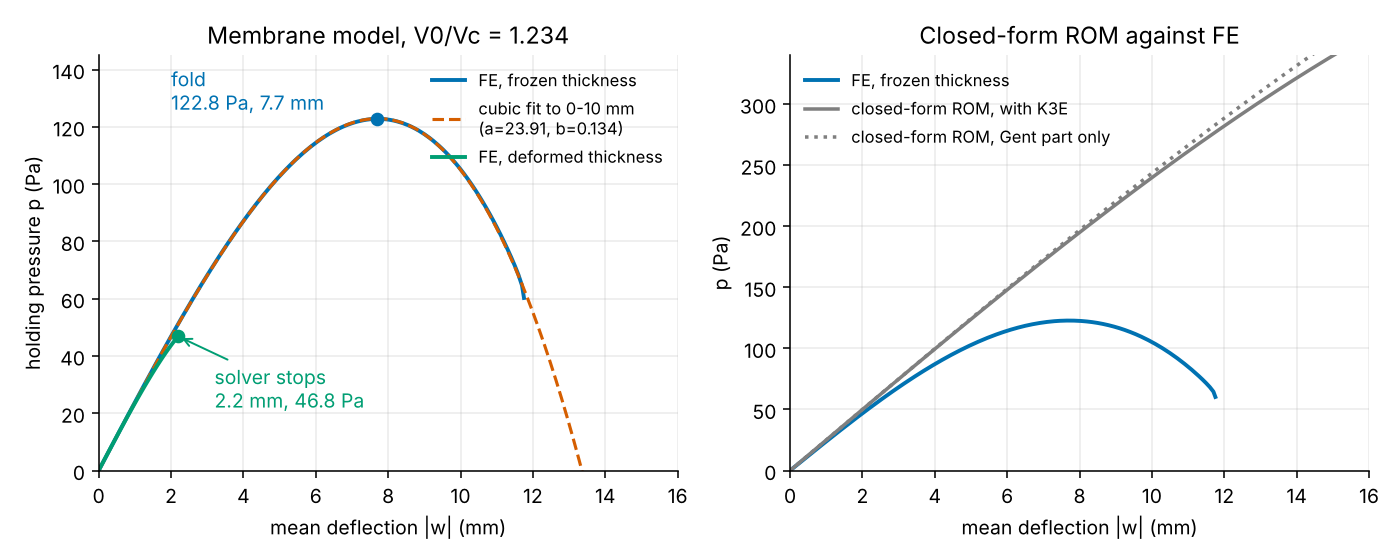 Membrane model, V0/Vc = 1.234
fold
122.8 Pa, 7.7 mm
FE, frozen thickness
cubic fit to 0-10 mm
(a=23.91, b=0.134)
FE, deformed thickness
solver stops
2.2 mm, 46.8 Pa
holding pressure p (Pa)
140
120
100
80
60
40
20
0
0 2 4 6 8 10 12 14 16
mean deflection |w| (mm)
Closed-form ROM against FE
FE, frozen thickness
closed-form ROM, with K3E
closed-form ROM, Gent part only
p (Pa)
300
250
200
150
100
50
0
0 2 4 6 8 10 12 14 16
mean deflection |w| (mm)